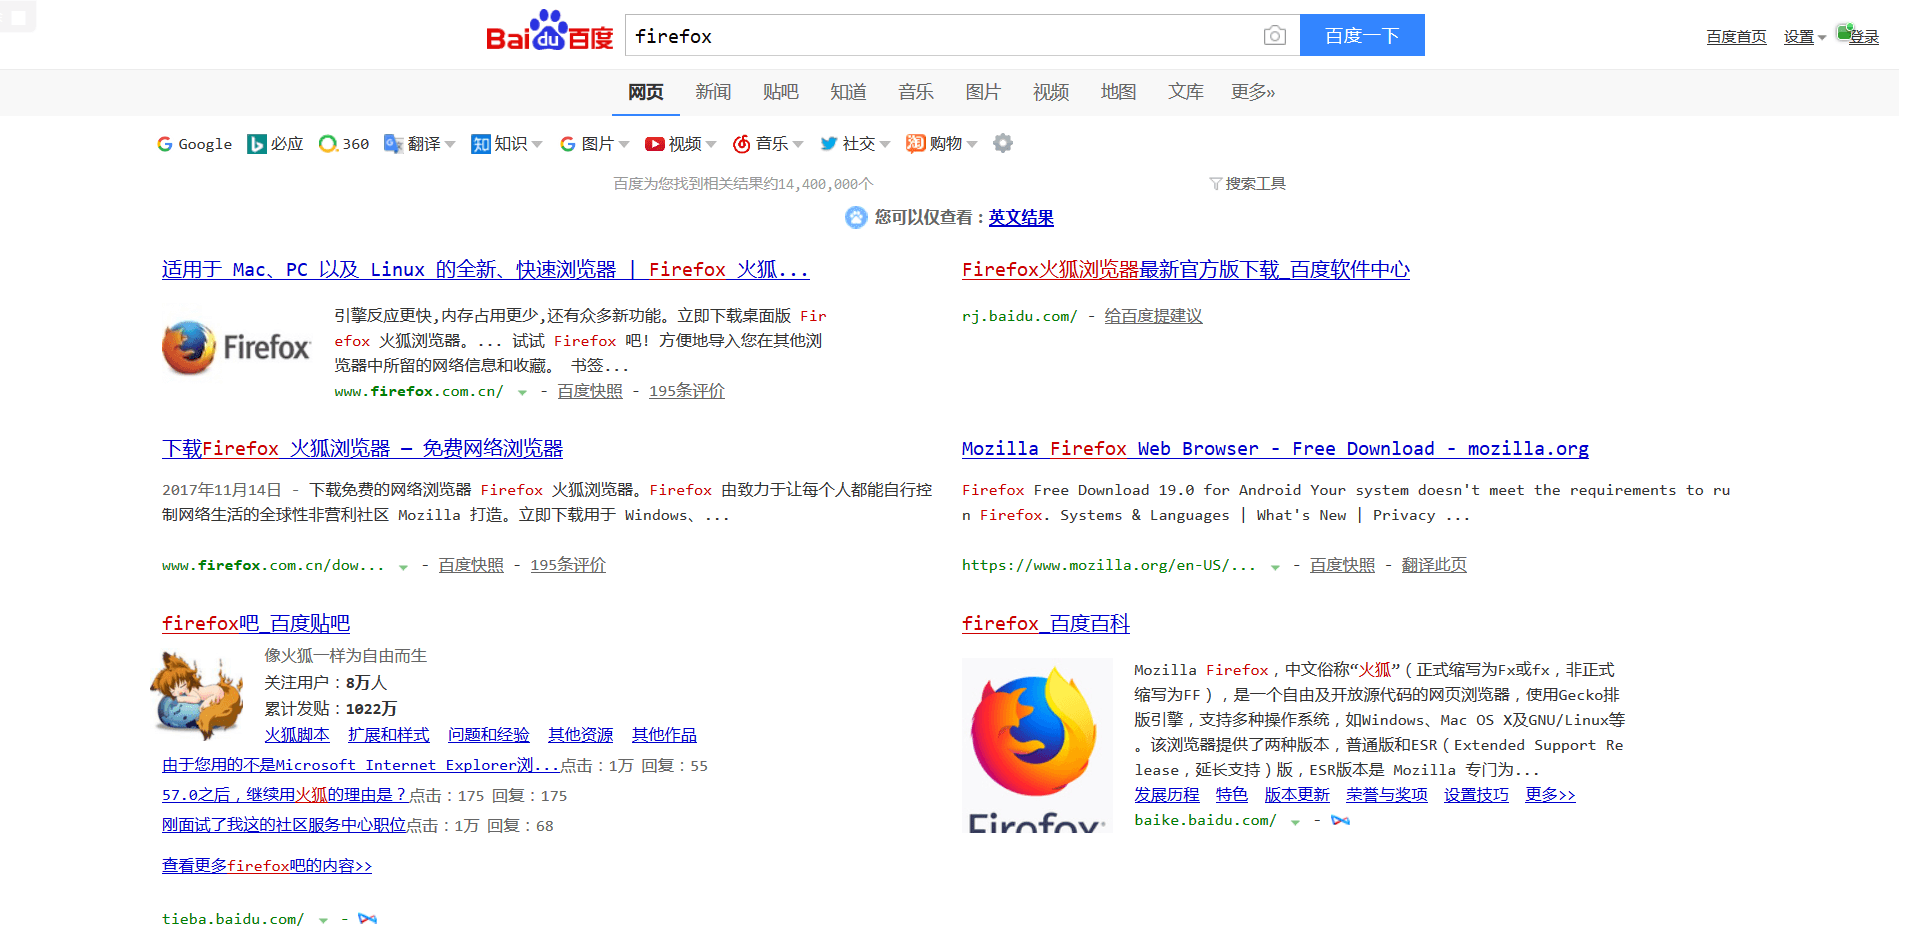 Bai du 百度
firefox
百度一下
百度首页 设置 登录
网页 新闻 贴吧 知道 音乐 图片 视频 地图 文库 更多»
Google 必应 360 翻译 知识 图片 视频 音乐 社交 购物
百度为您找到相关结果约14,400,000个
搜索工具
您可以仅查看：英文结果
适用于 Mac、PC 以及 Linux 的全新、快速浏览器 | Firefox 火狐...
Firefox
引擎反应更快,内存占用更少,还有众多新功能。立即下载桌面版 Fir
efox 火狐浏览器。... 试试 Firefox 吧! 方便地导入您在其他浏
览器中所留的网络信息和收藏。 书签...
www.firefox.com.cn/ - 百度快照 - 195条评价
Firefox火狐浏览器最新官方版下载_百度软件中心
rj.baidu.com/ - 给百度提建议
下载Firefox 火狐浏览器 — 免费网络浏览器
2017年11月14日 - 下载免费的网络浏览器 Firefox 火狐浏览器。Firefox 由致力于让每个人都能自行控
制网络生活的全球性非营利社区 Mozilla 打造。立即下载用于 Windows、...
www.firefox.com.cn/dow... - 百度快照 - 195条评价
Mozilla Firefox Web Browser - Free Download - mozilla.org
Firefox Free Download 19.0 for Android Your system doesn't meet the requirements to ru
n Firefox. Systems & Languages | What's New | Privacy ...
https://www.mozilla.org/en-US/... - 百度快照 - 翻译此页
firefox吧_百度贴吧
像火狐一样为自由而生
关注用户：8万人
累计发贴：1022万
火狐脚本 扩展和样式 问题和经验 其他资源 其他作品
由于您用的不是Microsoft Internet Explorer浏...点击：1万 回复：55
57.0之后，继续用火狐的理由是？点击：175 回复：175
刚面试了我这的社区服务中心职位点击：1万 回复：68
查看更多firefox吧的内容>>
tieba.baidu.com/ -
firefox_百度百科
Firefox
Mozilla Firefox，中文俗称“火狐”（正式缩写为Fx或fx，非正式
缩写为FF），是一个自由及开放源代码的网页浏览器，使用Gecko排
版引擎，支持多种操作系统，如Windows、Mac OS X及GNU/Linux等
。该浏览器提供了两种版本，普通版和ESR（Extended Support Re
lease，延长支持）版，ESR版本是 Mozilla 专门为...
发展历程 特色 版本更新 荣誉与奖项 设置技巧 更多>>
baike.baidu.com/ -